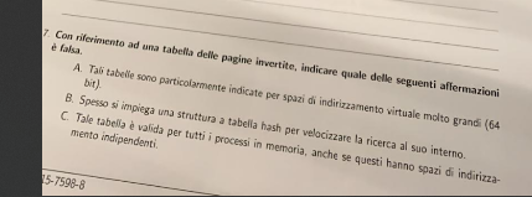 7. Con riferimento ad una tabella delle pagine invertite, indicare quale delle seguenti affermazioni
è falsa.
A. Tali tabelle sono particolarmente indicate per spazi di indirizzamento virtuale molto grandi (64
bit).
B. Spesso si impiega una struttura a tabella hash per velocizzare la ricerca al suo interno.
C. Tale tabella è valida per tutti i processi in memoria, anche se questi hanno spazi di indirizza-
mento indipendenti.
15-7598-8